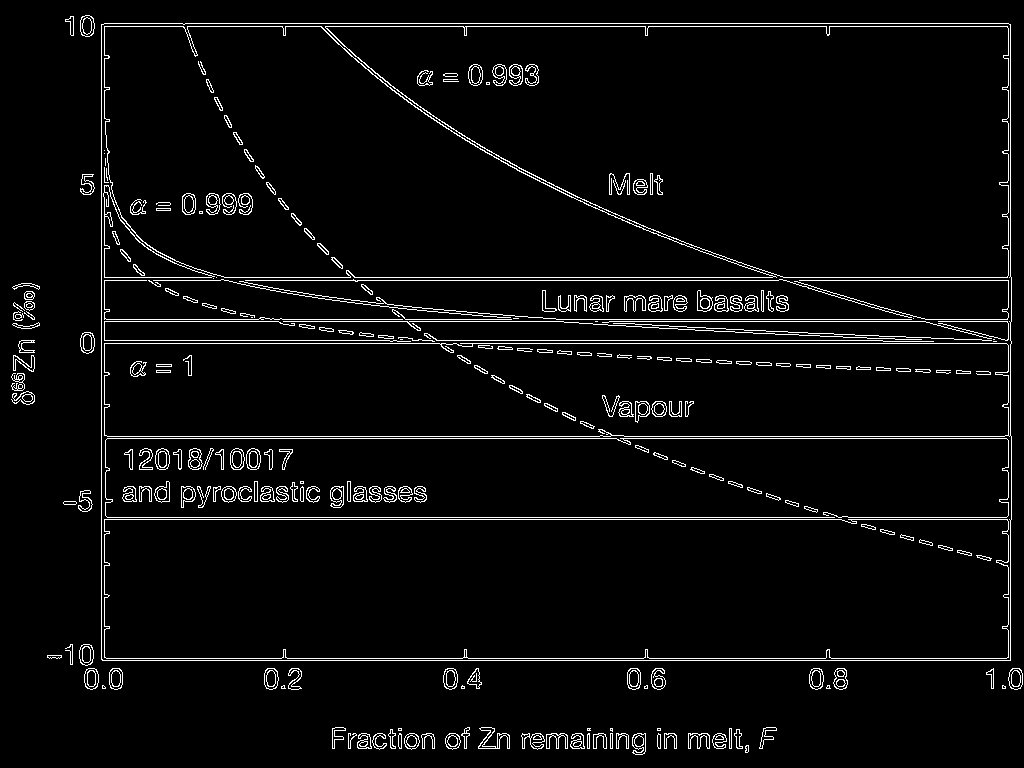 10
α = 0.993
Melt
5
α = 0.999
Lunar mare basalts
0
α = 1
Vapour
12018/10017
and pyroclastic glasses
−5
−10
δ⁶⁶Zn (‰)
0.0 0.2 0.4 0.6 0.8 1.0
Fraction of Zn remaining in melt, F